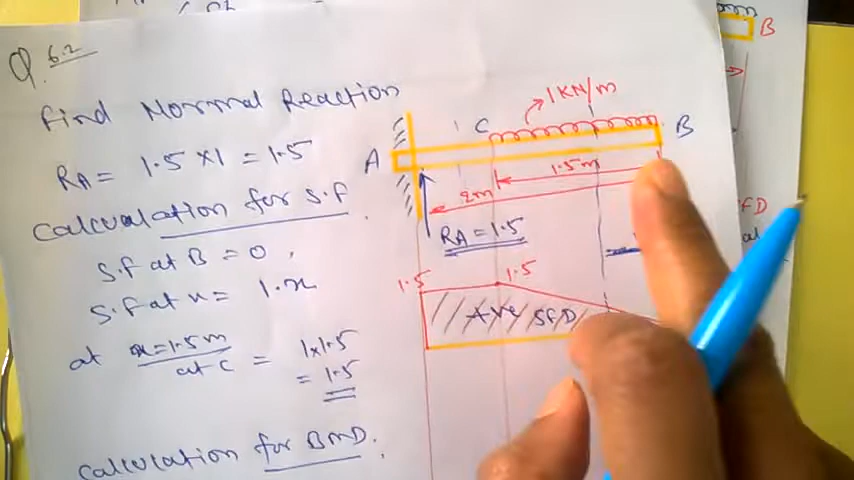 Q. 6.2
Find Normal Reaction
RA = 1.5 × 1 = 1.5
Calculation for S.F
S.F at B = 0,
S.F at x = 1.x
at x = 1.5m
at C = 1×1.5
= 1.5
Calculation for BMD.
1 KN/m
C
B
A
1.5m
2m
RA = 1.5
1.5
1.5
+ve SFD
B